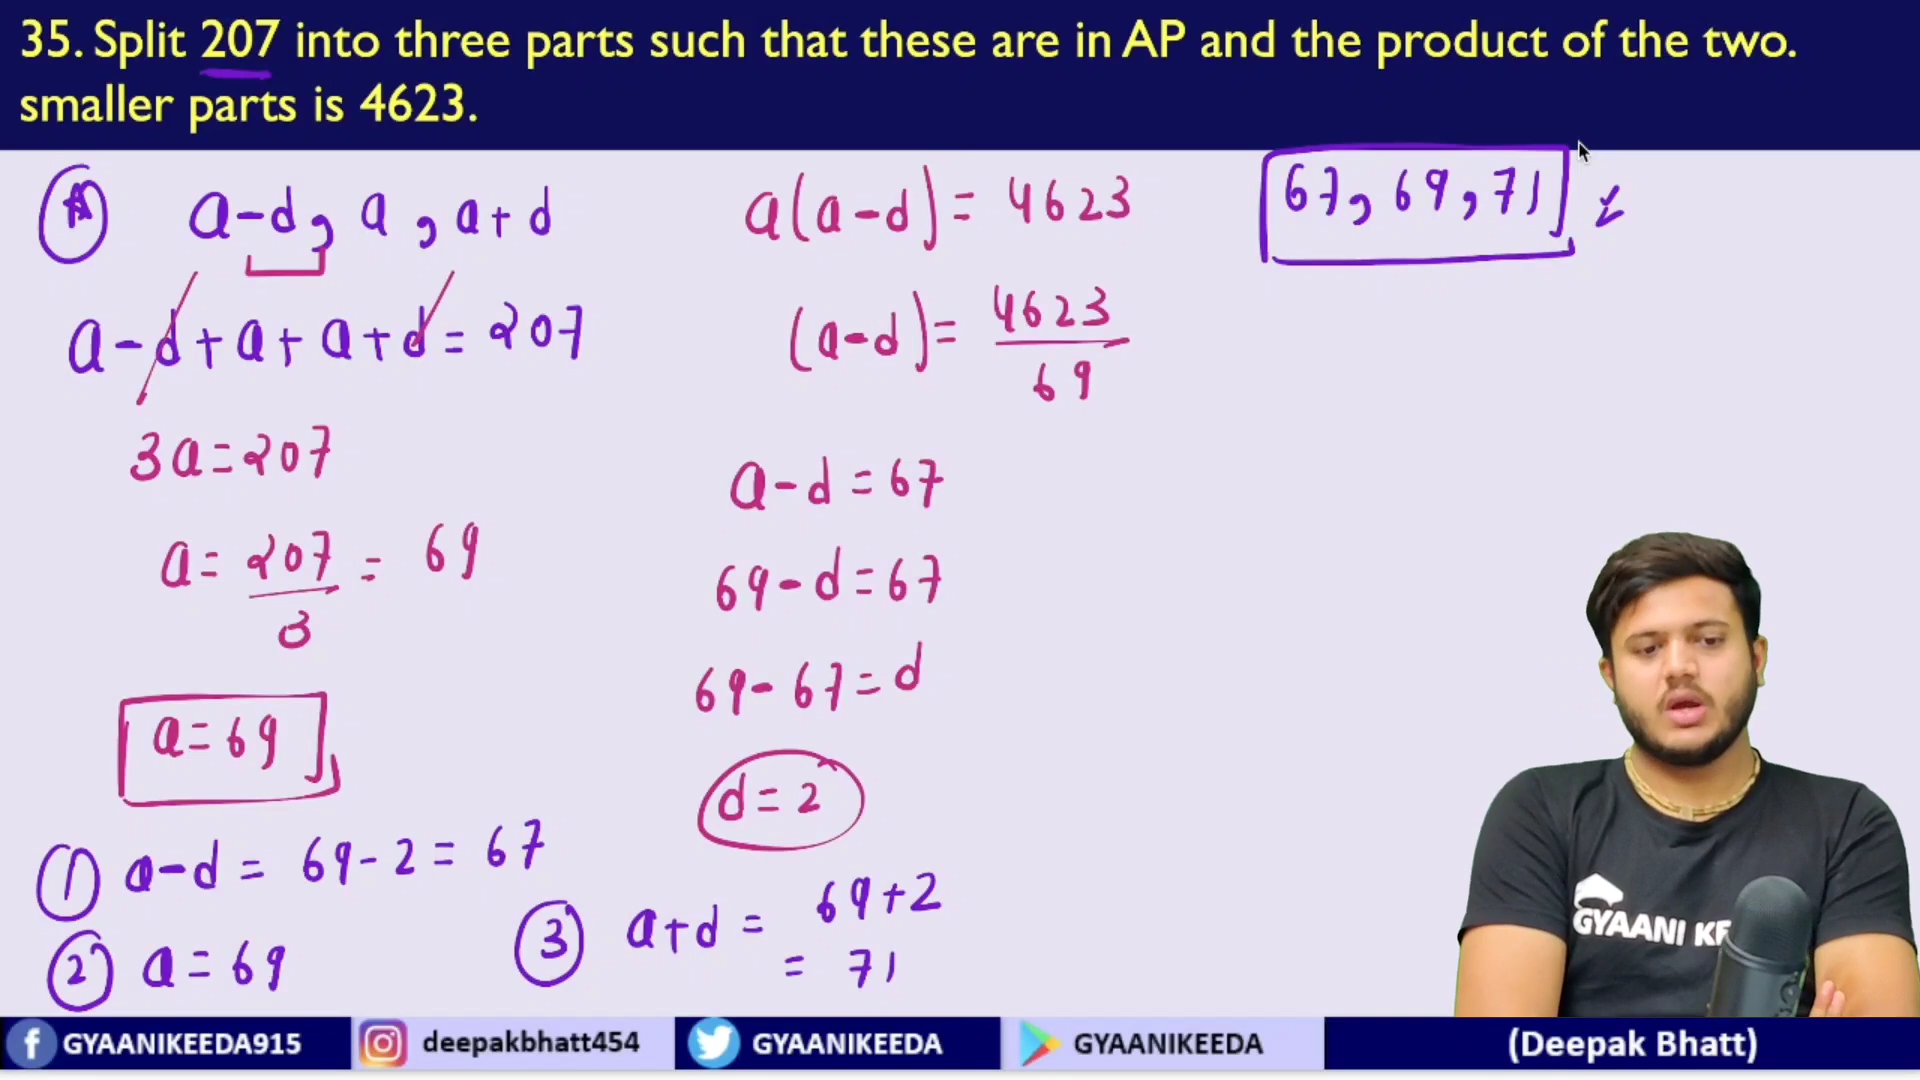 35. Split 207 into three parts such that these are in AP and the product of the two.
smaller parts is 4623.
A
a-d, a, a+d
a-d+a+a+d = 207
3a = 207
a = 207/3 = 69
a = 69
① a-d = 69-2 = 67
② a = 69
③ a+d = 69+2
= 71
a(a-d) = 4623
(a-d) = 4623/69
a-d = 67
69-d = 67
69-67 = d
d = 2
67, 69, 71
GYAANI KE
GYAANIKEEDA915
deepakbhatt454
GYAANIKEEDA
GYAANIKEEDA
(Deepak Bhatt)